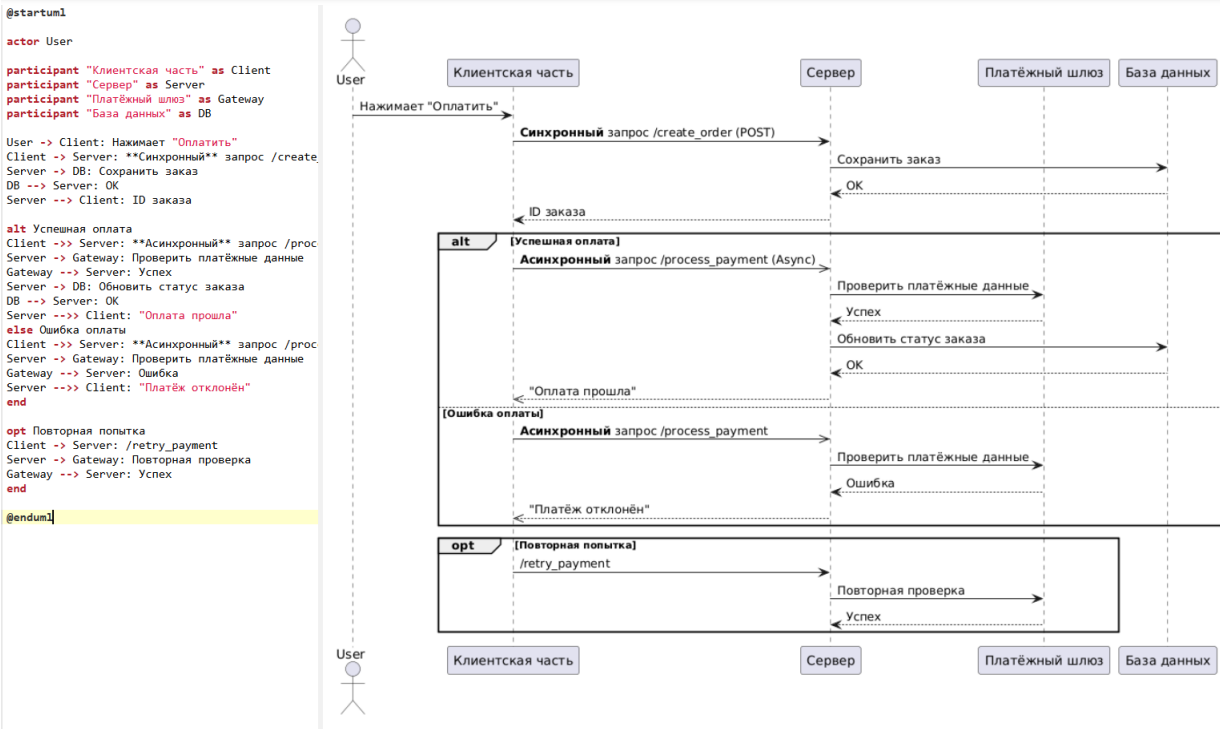 @startuml
actor User
participant "Клиентская часть" as Client
participant "Сервер" as Server
participant "Платёжный шлюз" as Gateway
participant "База данных" as DB
User -> Client: Нажимает "Оплатить"
Client -> Server: **Синхронный** запрос /create_
Server -> DB: Сохранить заказ
DB --> Server: OK
Server --> Client: ID заказа
alt Успешная оплата
Client ->> Server: **Асинхронный** запрос /proc
Server -> Gateway: Проверить платёжные данные
Gateway --> Server: Успех
Server -> DB: Обновить статус заказа
DB --> Server: OK
Server -->> Client: "Оплата прошла"
else Ошибка оплаты
Client ->> Server: **Асинхронный** запрос /proc
Server -> Gateway: Проверить платёжные данные
Gateway --> Server: Ошибка
Server -->> Client: "Платёж отклонён"
end
opt Повторная попытка
Client -> Server: /retry_payment
Server -> Gateway: Повторная проверка
Gateway --> Server: Успех
end
@enduml
User
Клиентская часть
Сервер
Платёжный шлюз
База данных
Нажимает "Оплатить"
Синхронный запрос /create_order (POST)
Сохранить заказ
OK
ID заказа
alt
[Успешная оплата]
Асинхронный запрос /process_payment (Async)
Проверить платёжные данные
Успех
Обновить статус заказа
OK
"Оплата прошла"
[Ошибка оплаты]
Асинхронный запрос /process_payment
Проверить платёжные данные
Ошибка
"Платёж отклонён"
opt
[Повторная попытка]
/retry_payment
Повторная проверка
Успех
User
Клиентская часть
Сервер
Платёжный шлюз
База данных